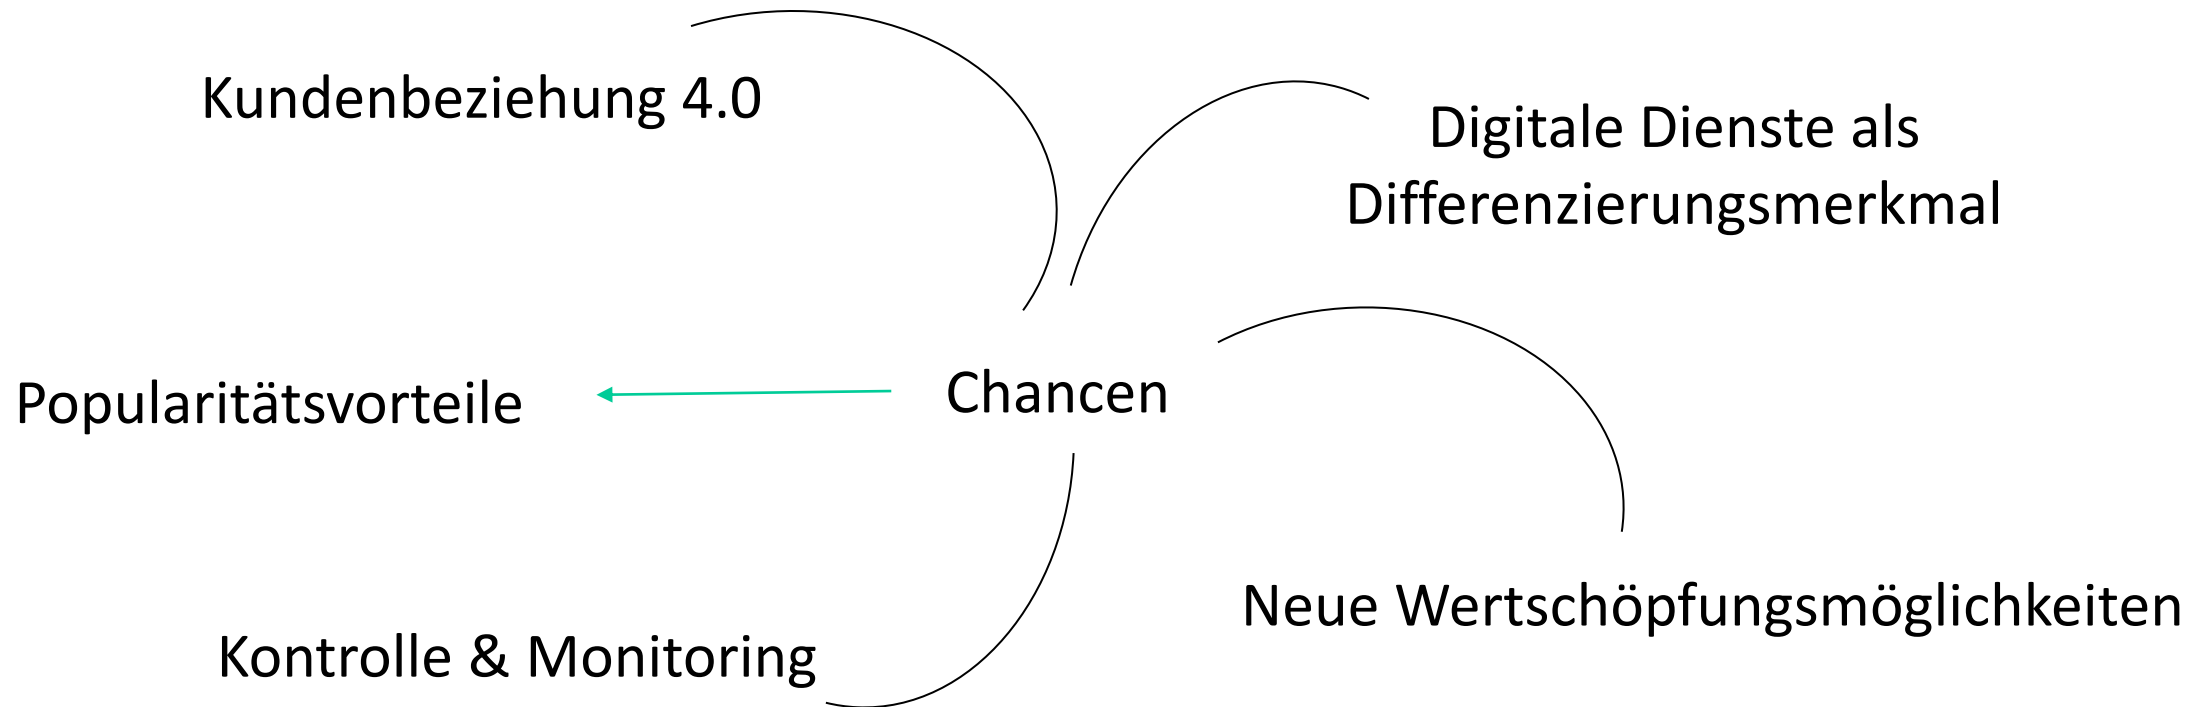 Kundenbeziehung 4.0
Digitale Dienste als
Differenzierungsmerkmal
Popularitätsvorteile
Chancen
Neue Wertschöpfungsmöglichkeiten
Kontrolle & Monitoring